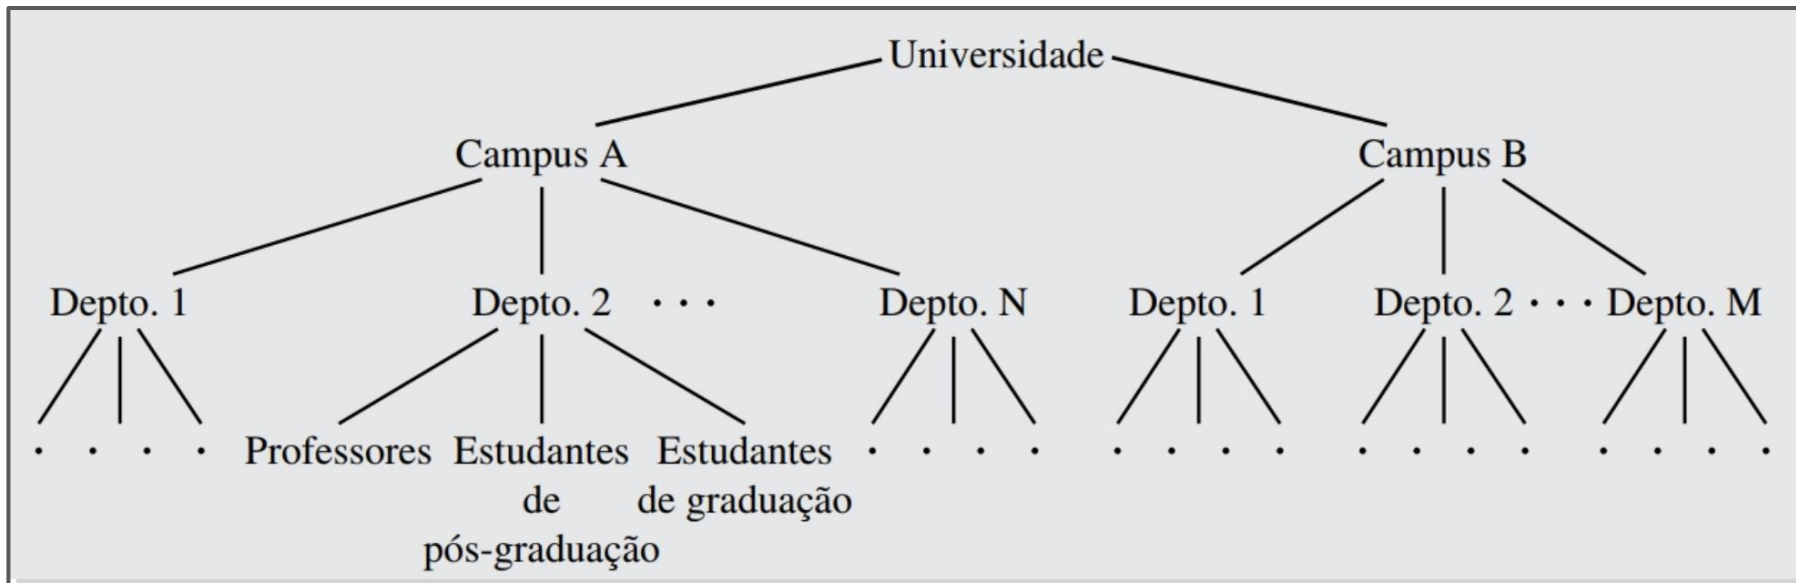 Universidade
Campus A Campus B
Depto. 1 Depto. 2 · · · Depto. N Depto. 1 Depto. 2 · · · Depto. M
· · · · Professores Estudantes Estudantes · · · · · · · · · · · · · · · ·
de de graduação
pós-graduação